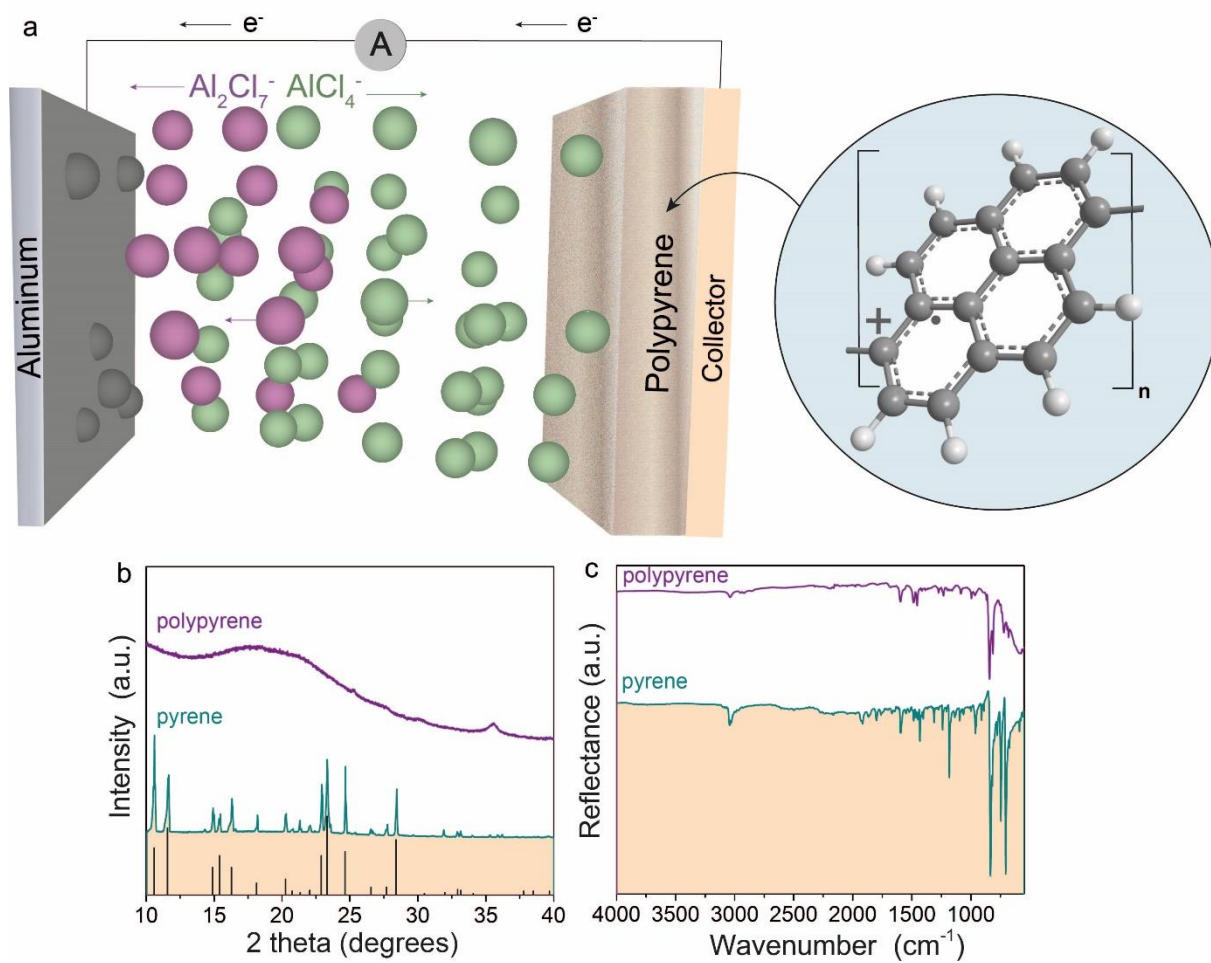 a
e-
A
e-
Al2Cl7- AlCl4-
Aluminum
Polypyrene
Collector
+
n
b
polypyrene
pyrene
Intensity (a.u.)
10 15 20 25 30 35 40
2 theta (degrees)
c
polypyrene
pyrene
Reflectance (a.u.)
4000 3500 3000 2500 2000 1500 1000
Wavenumber (cm-1)